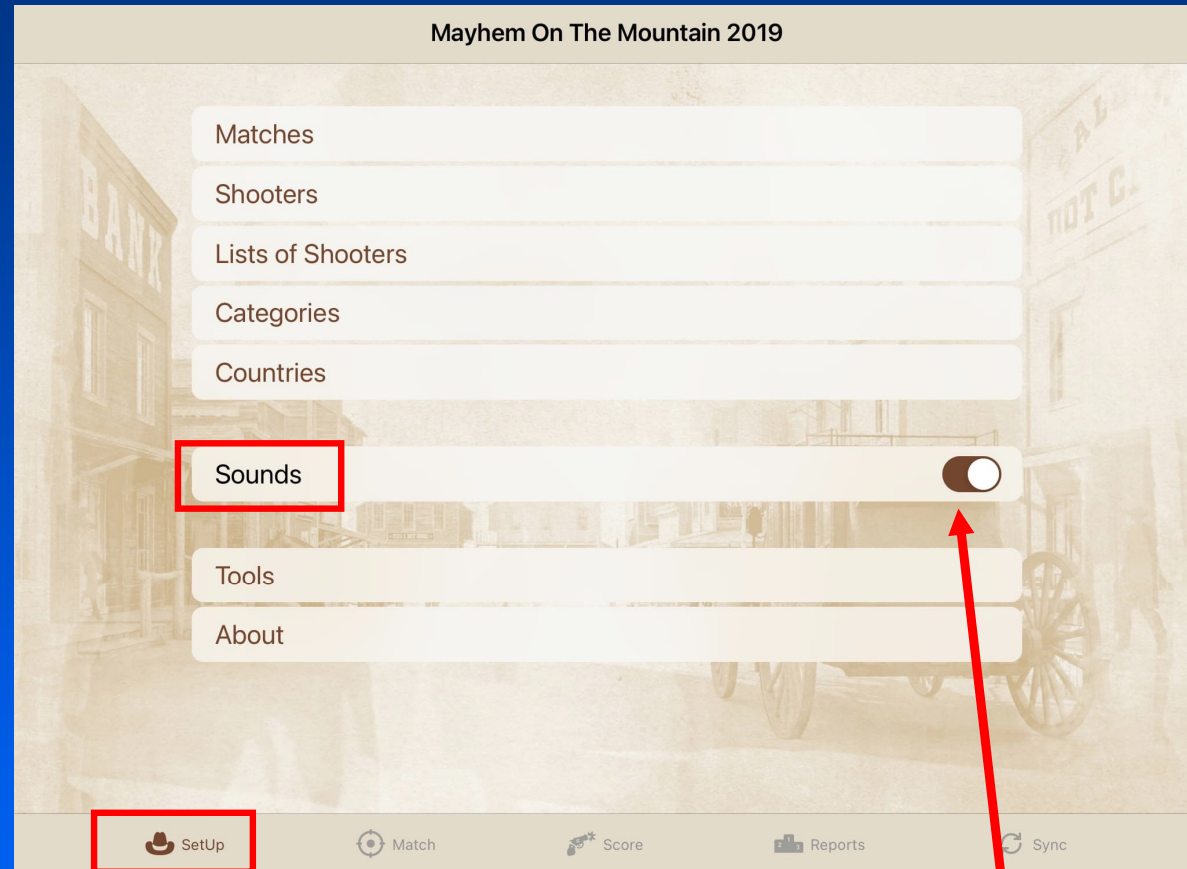 Mayhem On The Mountain 2019
Matches
Shooters
Lists of Shooters
Categories
Countries
Sounds
Tools
About
SetUp
Match
Score
Reports
Sync
BANK